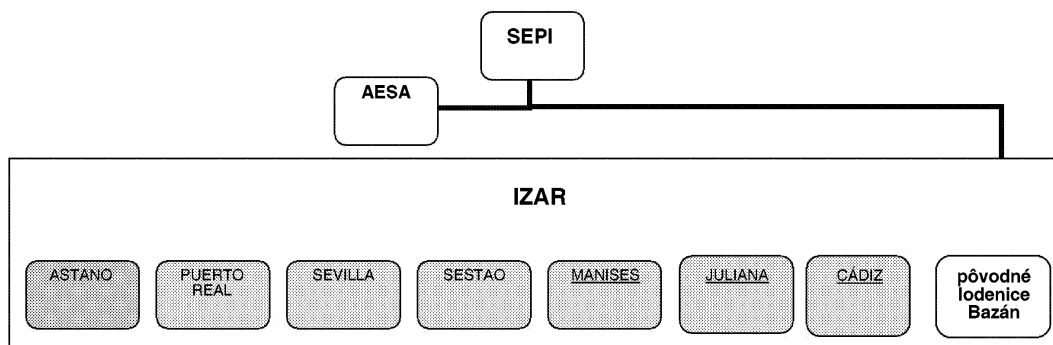 SEPI
AESA
IZAR
ASTANO
PUERTO
REAL
SEVILLA
SESTAO
MANISES
JULIANA
CÁDIZ
pôvodné
lodenice
Bazán